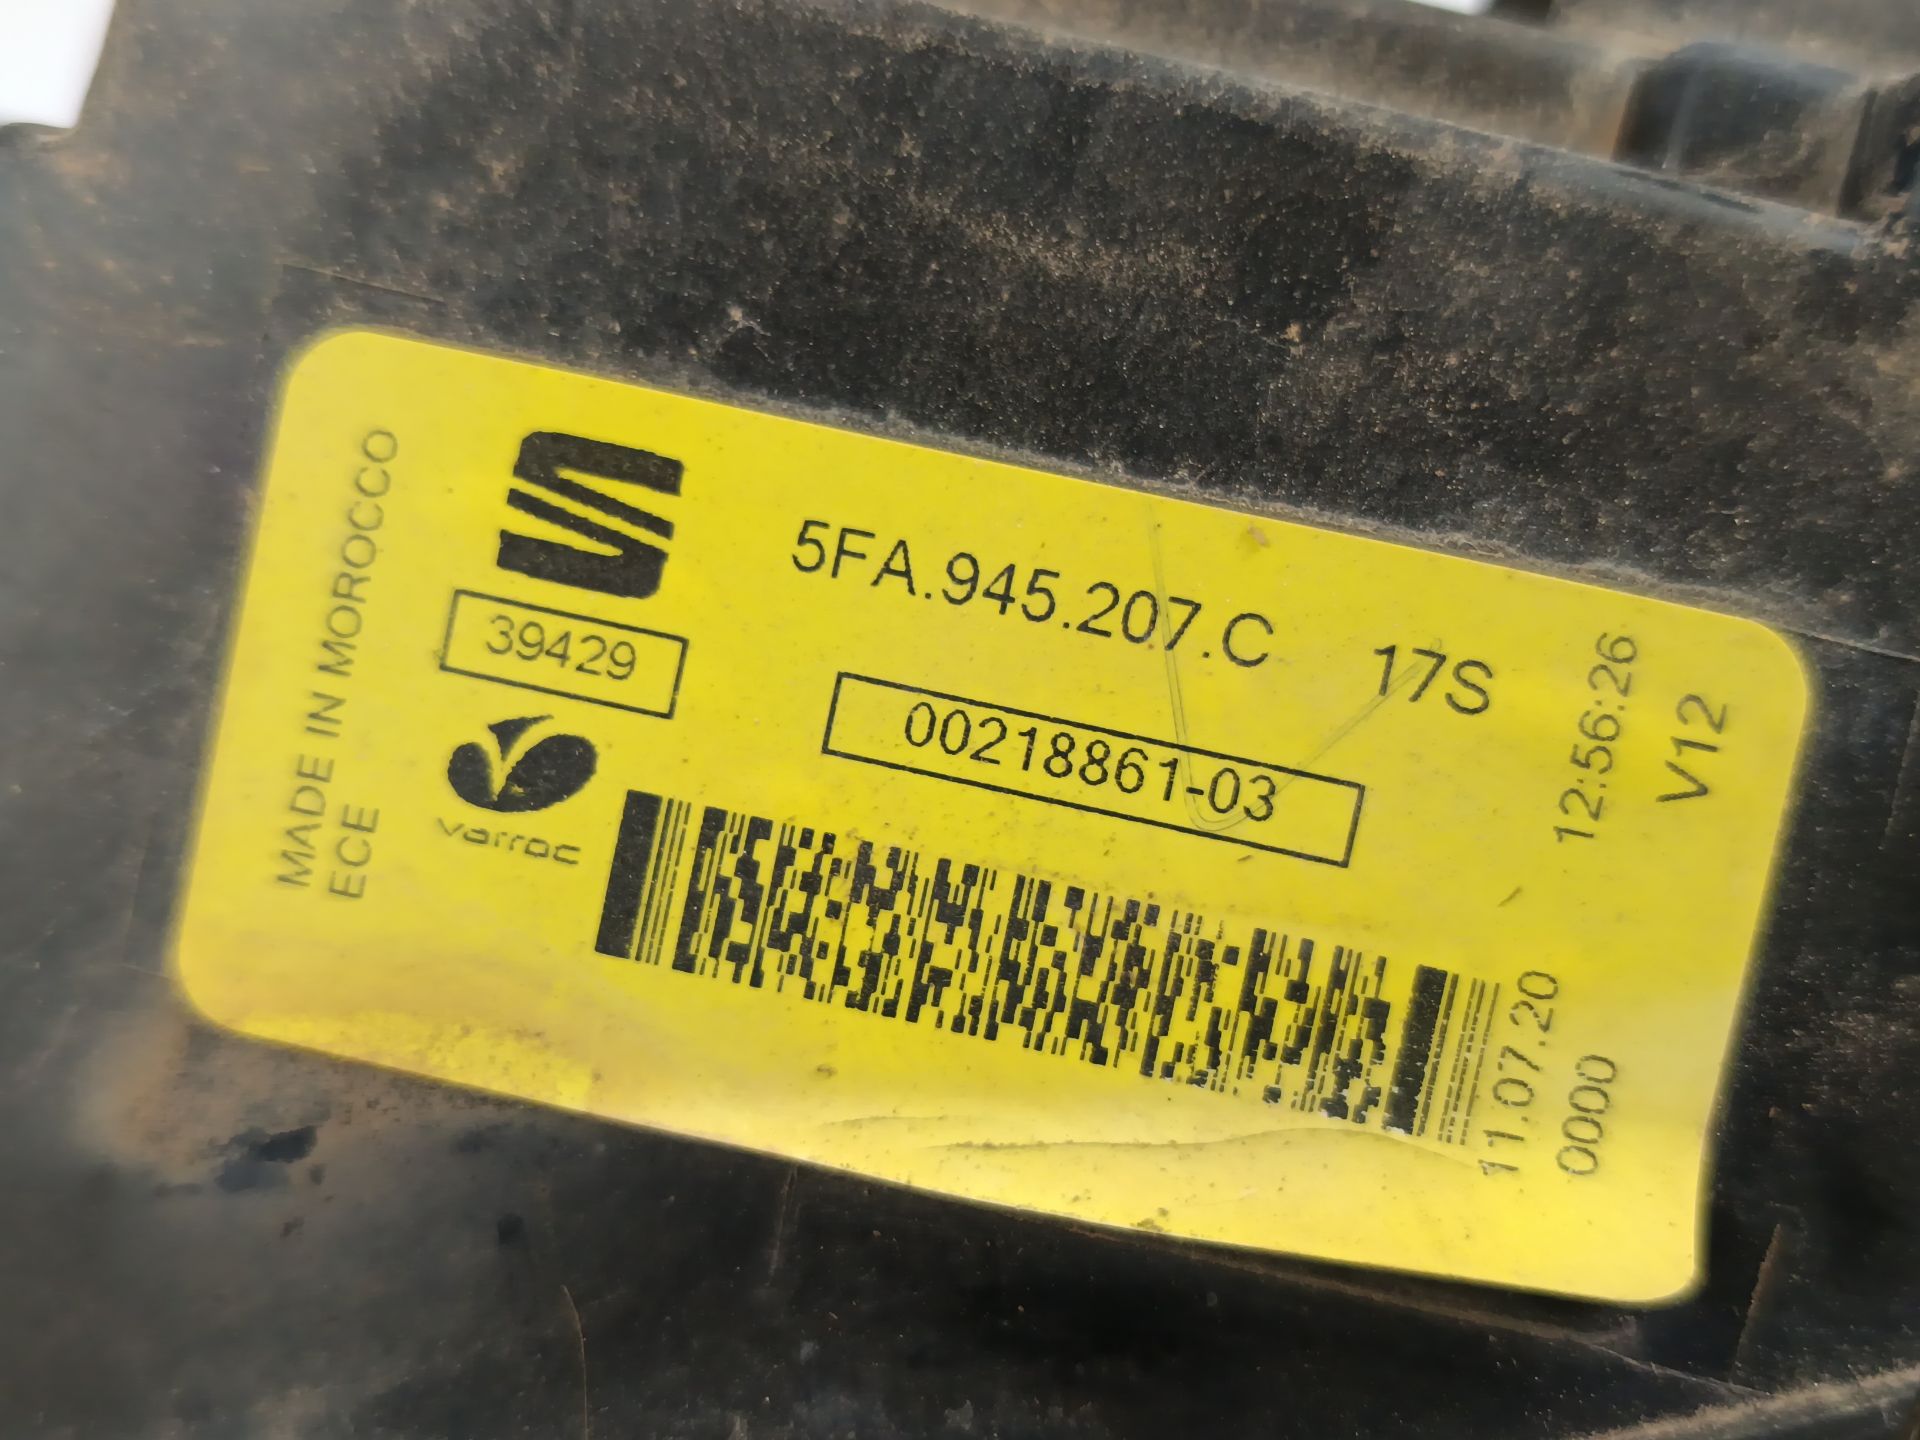 MADE IN MOROCCO
ECE
39429
varroc
5FA.945.207.C 17S
00218861-03
12:56:26
V12
11.07.20
0000